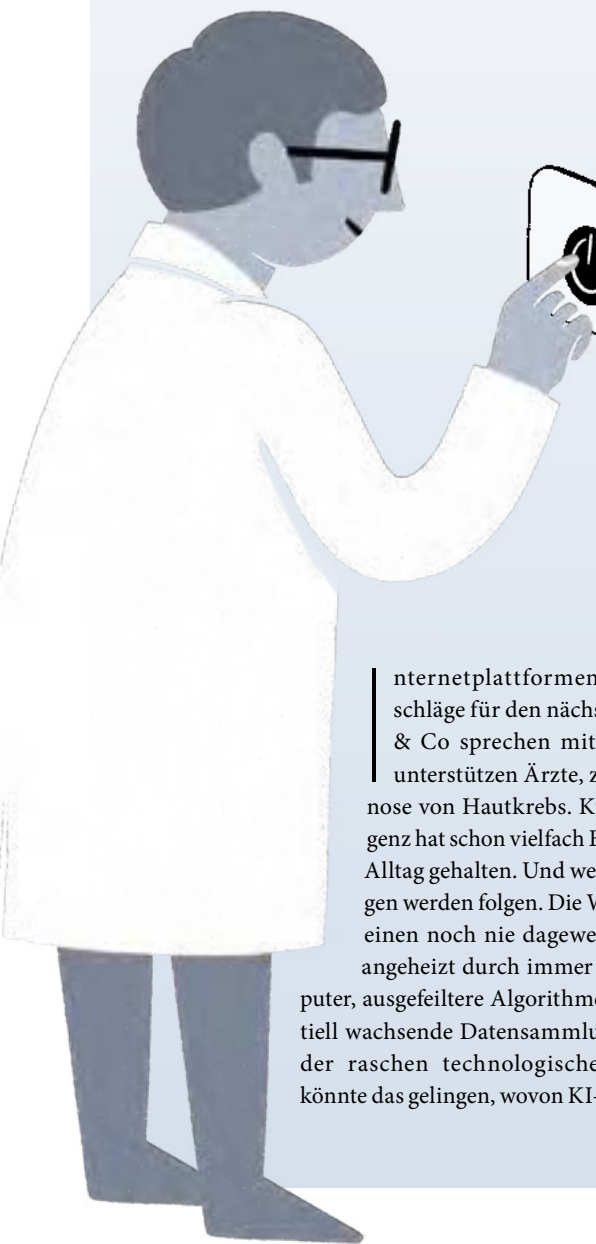 Internetplattformen
schläge für den nächs
& Co sprechen mit
unterstützen Ärzte, z
nose von Hautkrebs. K
genz hat schon vielfach E
Alltag gehalten. Und we
gen werden folgen. Die W
einen noch nie dagewe
angeheizt durch immer
puter, ausgefeiltere Algorithme
tiell wachsende Datensammlu
der raschen technologische
könnte das gelingen, wovon KI-